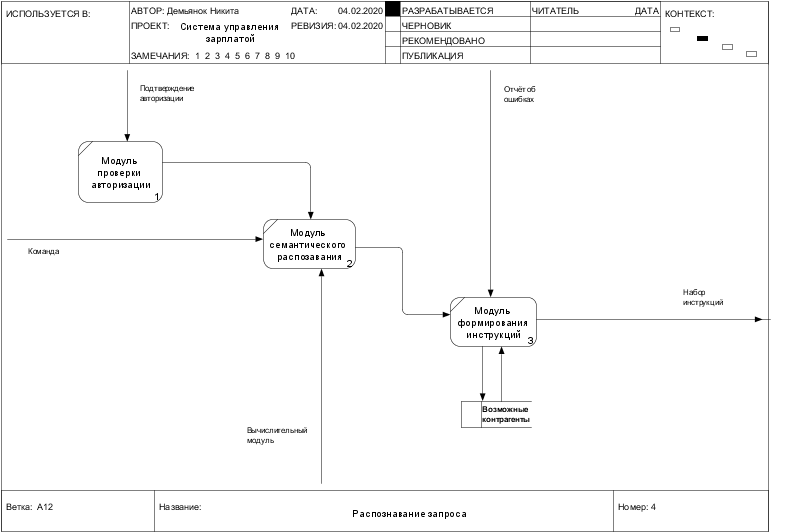 ИСПОЛЬЗУЕТСЯ В:
АВТОР: Демьянок Никита
ДАТА: 04.02.2020
ПРОЕКТ: Система управления
зарплатой
РЕВИЗИЯ: 04.02.2020
ЗАМЕЧАНИЯ: 1 2 3 4 5 6 7 8 9 10
РАЗРАБАТЫВАЕТСЯ
ЧЕРНОВИК
РЕКОМЕНДОВАНО
ПУБЛИКАЦИЯ
ЧИТАТЕЛЬ
ДАТА
КОНТЕКСТ:
Подтверждение
авторизации
Отчёт об
ошибках
Модуль
проверки
авторизации
1
Команда
Модуль
семантического
распозавания
2
Модуль
формирования
инструкций
3
Набор
инструкций
Возможные
контрагенты
Вычислительный
модуль
Ветка: A12
Название:
Распознавание запроса
Номер: 4